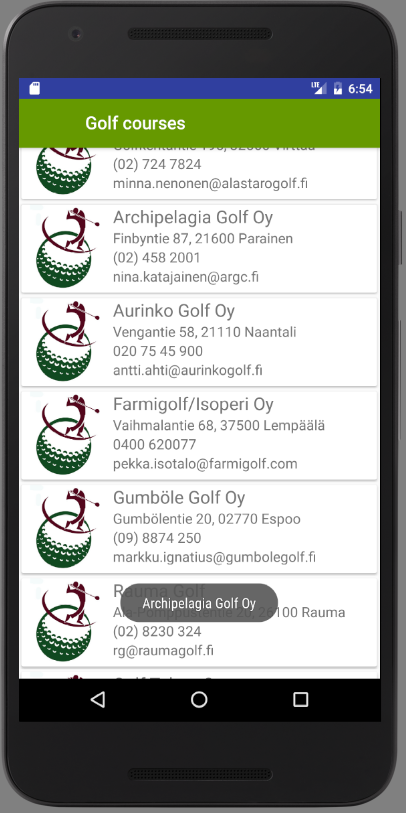 LTE 6:54
Golf courses
(02) 724 7824
minna.nenonen@alastarogolf.fi
Archipelagia Golf Oy
Finbyntie 87, 21600 Parainen
(02) 458 2001
nina.katajainen@argc.fi
Aurinko Golf Oy
Vengantie 58, 21110 Naantali
020 75 45 900
antti.ahti@aurinkogolf.fi
Farmigolf/Isoperi Oy
Vaihmalantie 68, 37500 Lempäälä
0400 620077
pekka.isotalo@farmigolf.com
Gumböle Golf Oy
Gumbölentie 20, 02770 Espoo
(09) 8874 250
markku.ignatius@gumbolegolf.fi
Rauma Golf
Archipelagia Golf Oy
26100 Rauma
(02) 8230 324
rg@raumagolf.fi